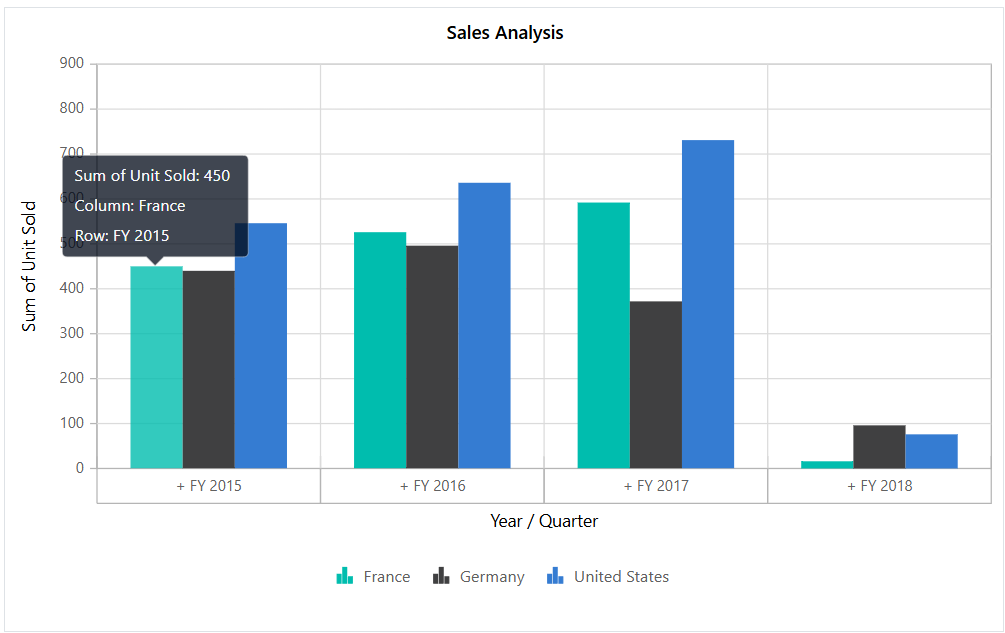 Sales Analysis
900
800
700
600
500
400
300
200
100
0
Sum of Unit Sold
Sum of Unit Sold: 450
Column: France
Row: FY 2015
+ FY 2015
+ FY 2016
+ FY 2017
+ FY 2018
Year / Quarter
France
Germany
United States